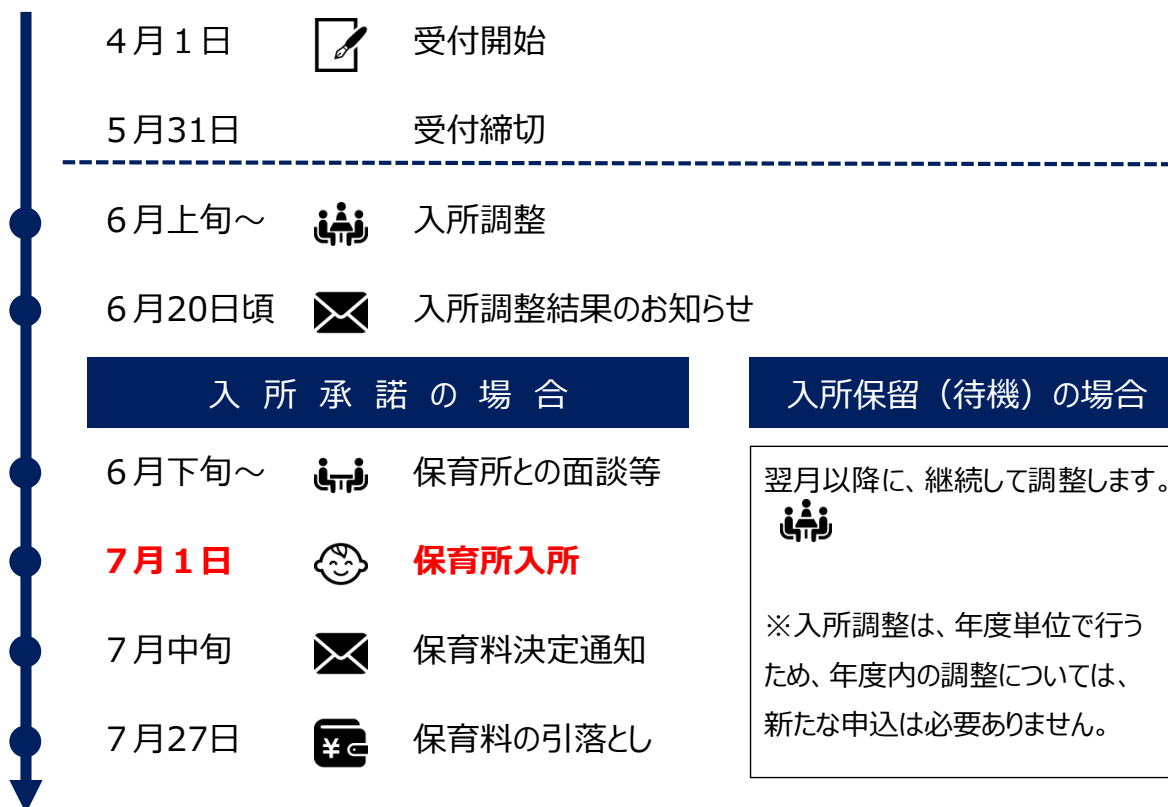 ４月１日 受付開始
５月31日 受付締切
６月上旬～ 入所調整
６月20日頃 入所調整結果のお知らせ
入所承諾の場合
６月下旬～ 保育所との面談等
７月１日 保育所入所
７月中旬 保育料決定通知
７月27日 保育料の引落とし
入所保留（待機）の場合
翌月以降に、継続して調整します。
※入所調整は、年度単位で行う
ため、年度内の調整については、
新たな申込は必要ありません。